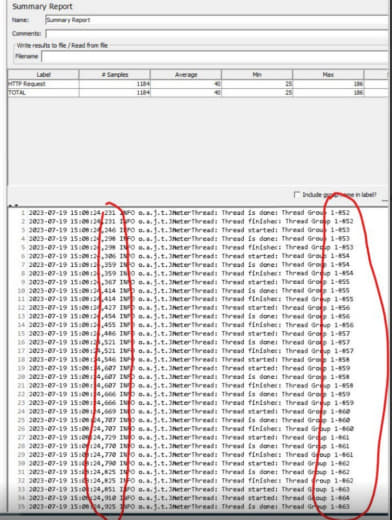 Summary Report
Name: Summary Report
Comments:
Write results to file / Read from file
Filename
Label # Samples Average Min Max
HTTP Request 1184 40 25 186
TOTAL 1184 40 25 186
Include group name in label?
1 2023-07-19 15:08:24,231 INFO o.a.j.t.JMeterThread: Thread is done: Thread Group 1-852
2 2023-07-19 15:08:24,231 INFO o.a.j.t.JMeterThread: Thread finished: Thread Group 1-852
3 2023-07-19 15:08:24,246 INFO o.a.j.t.JMeterThread: Thread started: Thread Group 1-853
4 2023-07-19 15:08:24,296 INFO o.a.j.t.JMeterThread: Thread is done: Thread Group 1-853
5 2023-07-19 15:08:24,296 INFO o.a.j.t.JMeterThread: Thread finished: Thread Group 1-853
6 2023-07-19 15:08:24,306 INFO o.a.j.t.JMeterThread: Thread started: Thread Group 1-854
7 2023-07-19 15:08:24,359 INFO o.a.j.t.JMeterThread: Thread is done: Thread Group 1-854
8 2023-07-19 15:08:24,359 INFO o.a.j.t.JMeterThread: Thread finished: Thread Group 1-854
9 2023-07-19 15:08:24,367 INFO o.a.j.t.JMeterThread: Thread started: Thread Group 1-855
10 2023-07-19 15:08:24,414 INFO o.a.j.t.JMeterThread: Thread is done: Thread Group 1-855
11 2023-07-19 15:08:24,414 INFO o.a.j.t.JMeterThread: Thread finished: Thread Group 1-855
12 2023-07-19 15:08:24,427 INFO o.a.j.t.JMeterThread: Thread started: Thread Group 1-856
13 2023-07-19 15:08:24,454 INFO o.a.j.t.JMeterThread: Thread is done: Thread Group 1-856
14 2023-07-19 15:08:24,455 INFO o.a.j.t.JMeterThread: Thread finished: Thread Group 1-856
15 2023-07-19 15:08:24,486 INFO o.a.j.t.JMeterThread: Thread started: Thread Group 1-857
16 2023-07-19 15:08:24,521 INFO o.a.j.t.JMeterThread: Thread is done: Thread Group 1-857
17 2023-07-19 15:08:24,521 INFO o.a.j.t.JMeterThread: Thread finished: Thread Group 1-857
18 2023-07-19 15:08:24,546 INFO o.a.j.t.JMeterThread: Thread started: Thread Group 1-858
19 2023-07-19 15:08:24,607 INFO o.a.j.t.JMeterThread: Thread started: Thread Group 1-859
20 2023-07-19 15:08:24,607 INFO o.a.j.t.JMeterThread: Thread is done: Thread Group 1-858
21 2023-07-19 15:08:24,607 INFO o.a.j.t.JMeterThread: Thread finished: Thread Group 1-858
22 2023-07-19 15:08:24,666 INFO o.a.j.t.JMeterThread: Thread is done: Thread Group 1-859
23 2023-07-19 15:08:24,666 INFO o.a.j.t.JMeterThread: Thread finished: Thread Group 1-859
24 2023-07-19 15:08:24,669 INFO o.a.j.t.JMeterThread: Thread started: Thread Group 1-860
25 2023-07-19 15:08:24,707 INFO o.a.j.t.JMeterThread: Thread is done: Thread Group 1-860
26 2023-07-19 15:08:24,707 INFO o.a.j.t.JMeterThread: Thread finished: Thread Group 1-860
27 2023-07-19 15:08:24,729 INFO o.a.j.t.JMeterThread: Thread started: Thread Group 1-861
28 2023-07-19 15:08:24,770 INFO o.a.j.t.JMeterThread: Thread is done: Thread Group 1-861
29 2023-07-19 15:08:24,770 INFO o.a.j.t.JMeterThread: Thread finished: Thread Group 1-861
30 2023-07-19 15:08:24,790 INFO o.a.j.t.JMeterThread: Thread started: Thread Group 1-862
31 2023-07-19 15:08:24,825 INFO o.a.j.t.JMeterThread: Thread is done: Thread Group 1-862
32 2023-07-19 15:08:24,825 INFO o.a.j.t.JMeterThread: Thread finished: Thread Group 1-862
33 2023-07-19 15:08:24,851 INFO o.a.j.t.JMeterThread: Thread started: Thread Group 1-863
34 2023-07-19 15:08:24,910 INFO o.a.j.t.JMeterThread: Thread started: Thread Group 1-864
35 2023-07-19 15:08:24,925 INFO o.a.j.t.JMeterThread: Thread is done: Thread Group 1-863